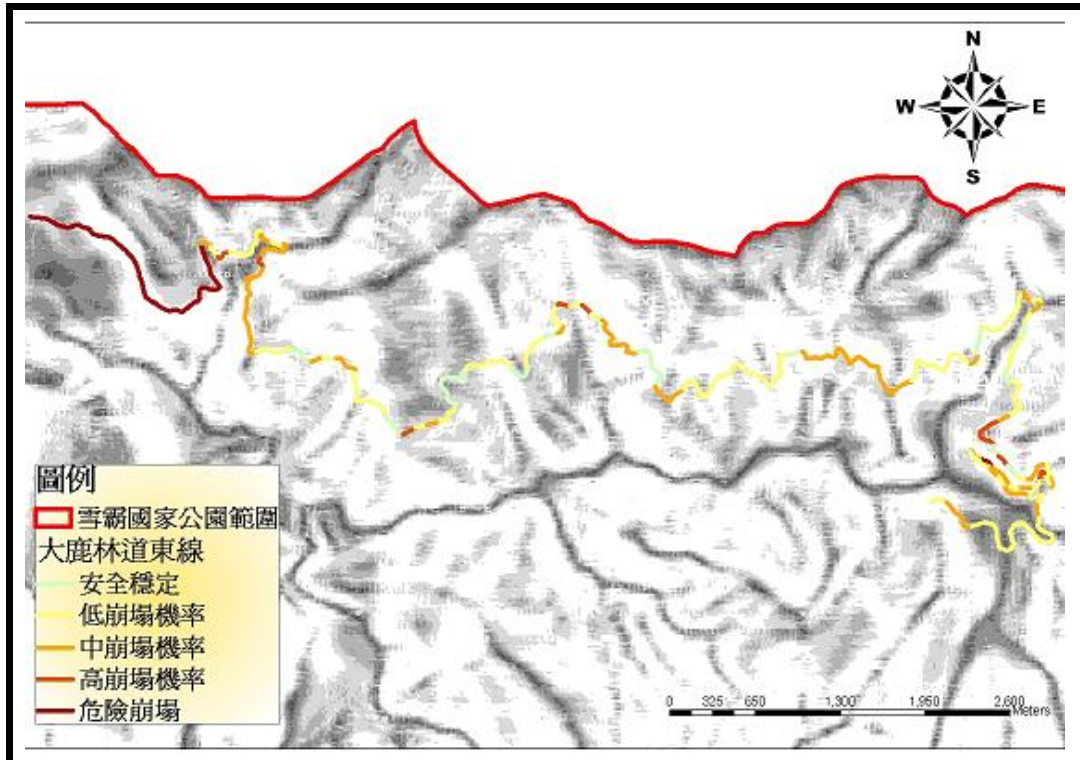 N
W E
S
圖例
雪霸國家公園範圍
大鹿林道東線
安全穩定
低崩塌機率
中崩塌機率
高崩塌機率
危險崩塌
0 325 650 1,300 1,950 2,600
Meters